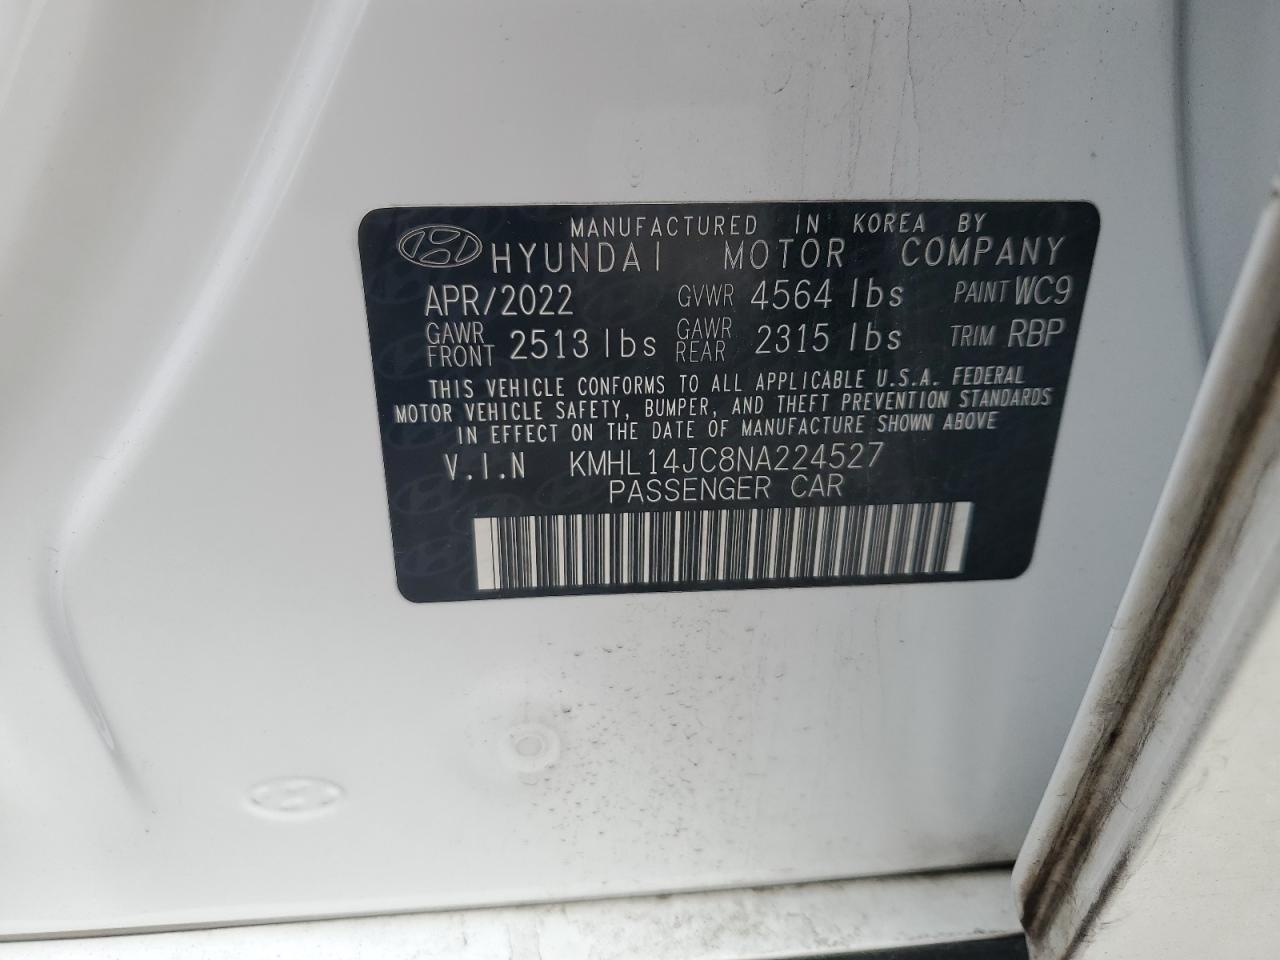 MANUFACTURED IN KOREA BY
HYUNDAI MOTOR COMPANY
APR/2022 GVWR 4564 lbs PAINT WC9
GAWR FRONT 2513 lbs GAWR REAR 2315 lbs TRIM RBP
THIS VEHICLE CONFORMS TO ALL APPLICABLE U.S.A. FEDERAL
MOTOR VEHICLE SAFETY, BUMPER, AND THEFT PREVENTION STANDARDS
IN EFFECT ON THE DATE OF MANUFACTURE SHOWN ABOVE
V.I.N KMHL14JC8NA224527
PASSENGER CAR